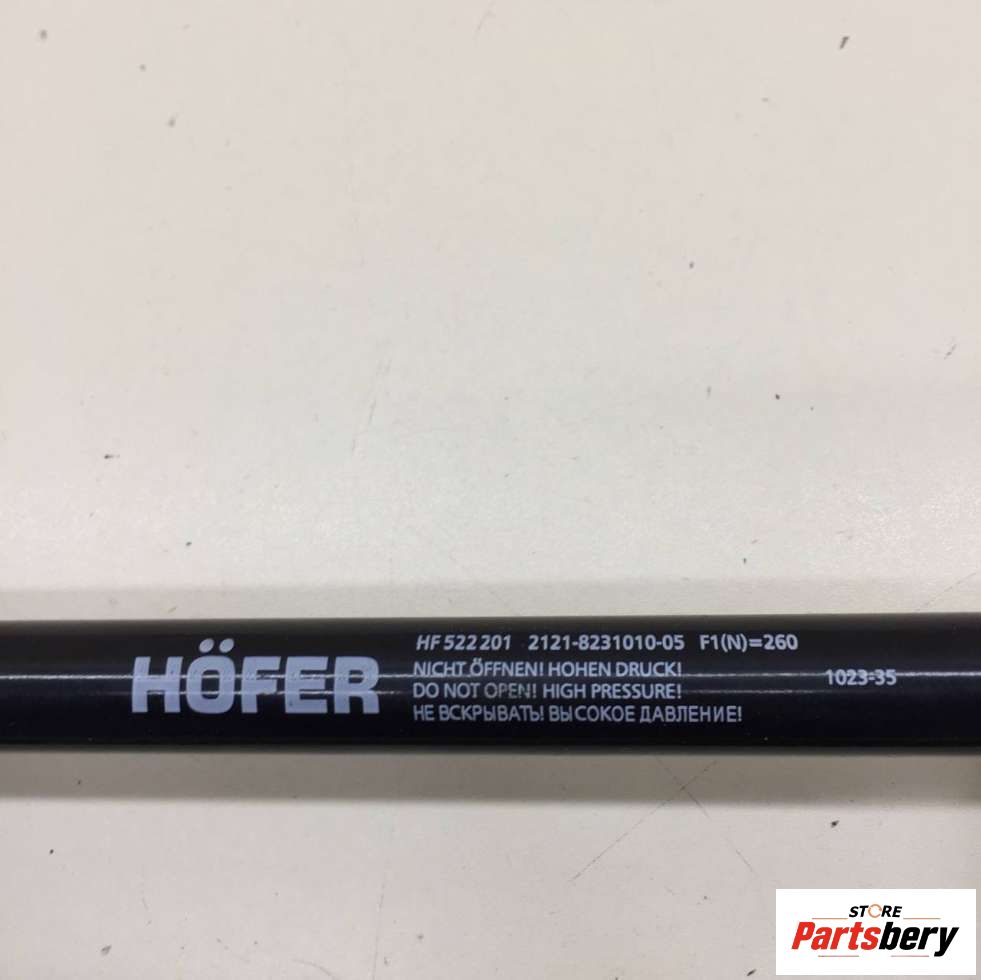 HÖFER
HF 522 201 2121-8231010-05 F1(N)=260
NICHT ÖFFNEN! HOHEN DRUCK!
DO NOT OPEN! HIGH PRESSURE!
НЕ ВСКРЫВАТЬ! ВЫСОКОЕ ДАВЛЕНИЕ!
1023-35
STORE
Partsbery